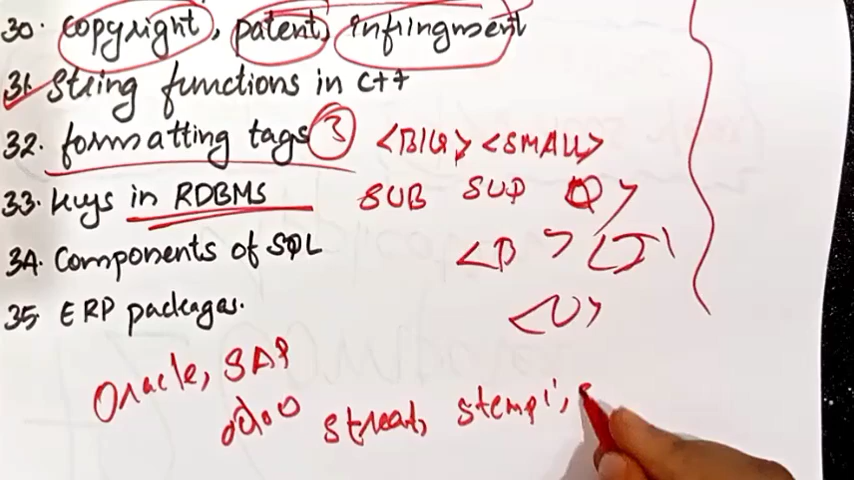 30. copyright, patent, infringment
31. String functions in C++
32. formatting tags 3 <BIG> <SMALL>
33. Keys in RDBMS SUB SUP Q>
34. Components of SQL <B> <I>
35. ERP packages. <U>
Oracle, SAP
odoo